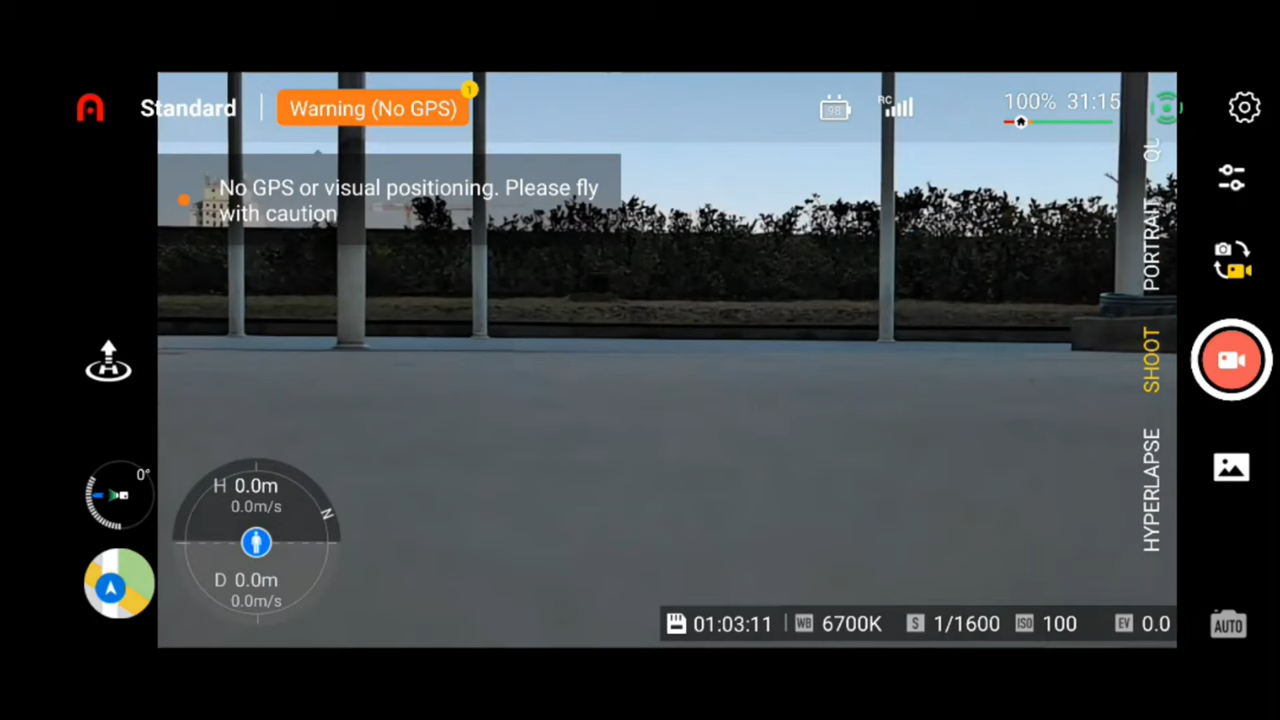 Standard
Warning (No GPS)
1
98
RC
100% 31:15
No GPS or visual positioning. Please fly
with caution
QU
PORTRAIT
SHOOT
HYPERLAPSE
0°
H 0.0m
0.0m/s
N
D 0.0m
0.0m/s
01:03:11
WB 6700K
S 1/1600
ISO 100
EV 0.0
AUTO